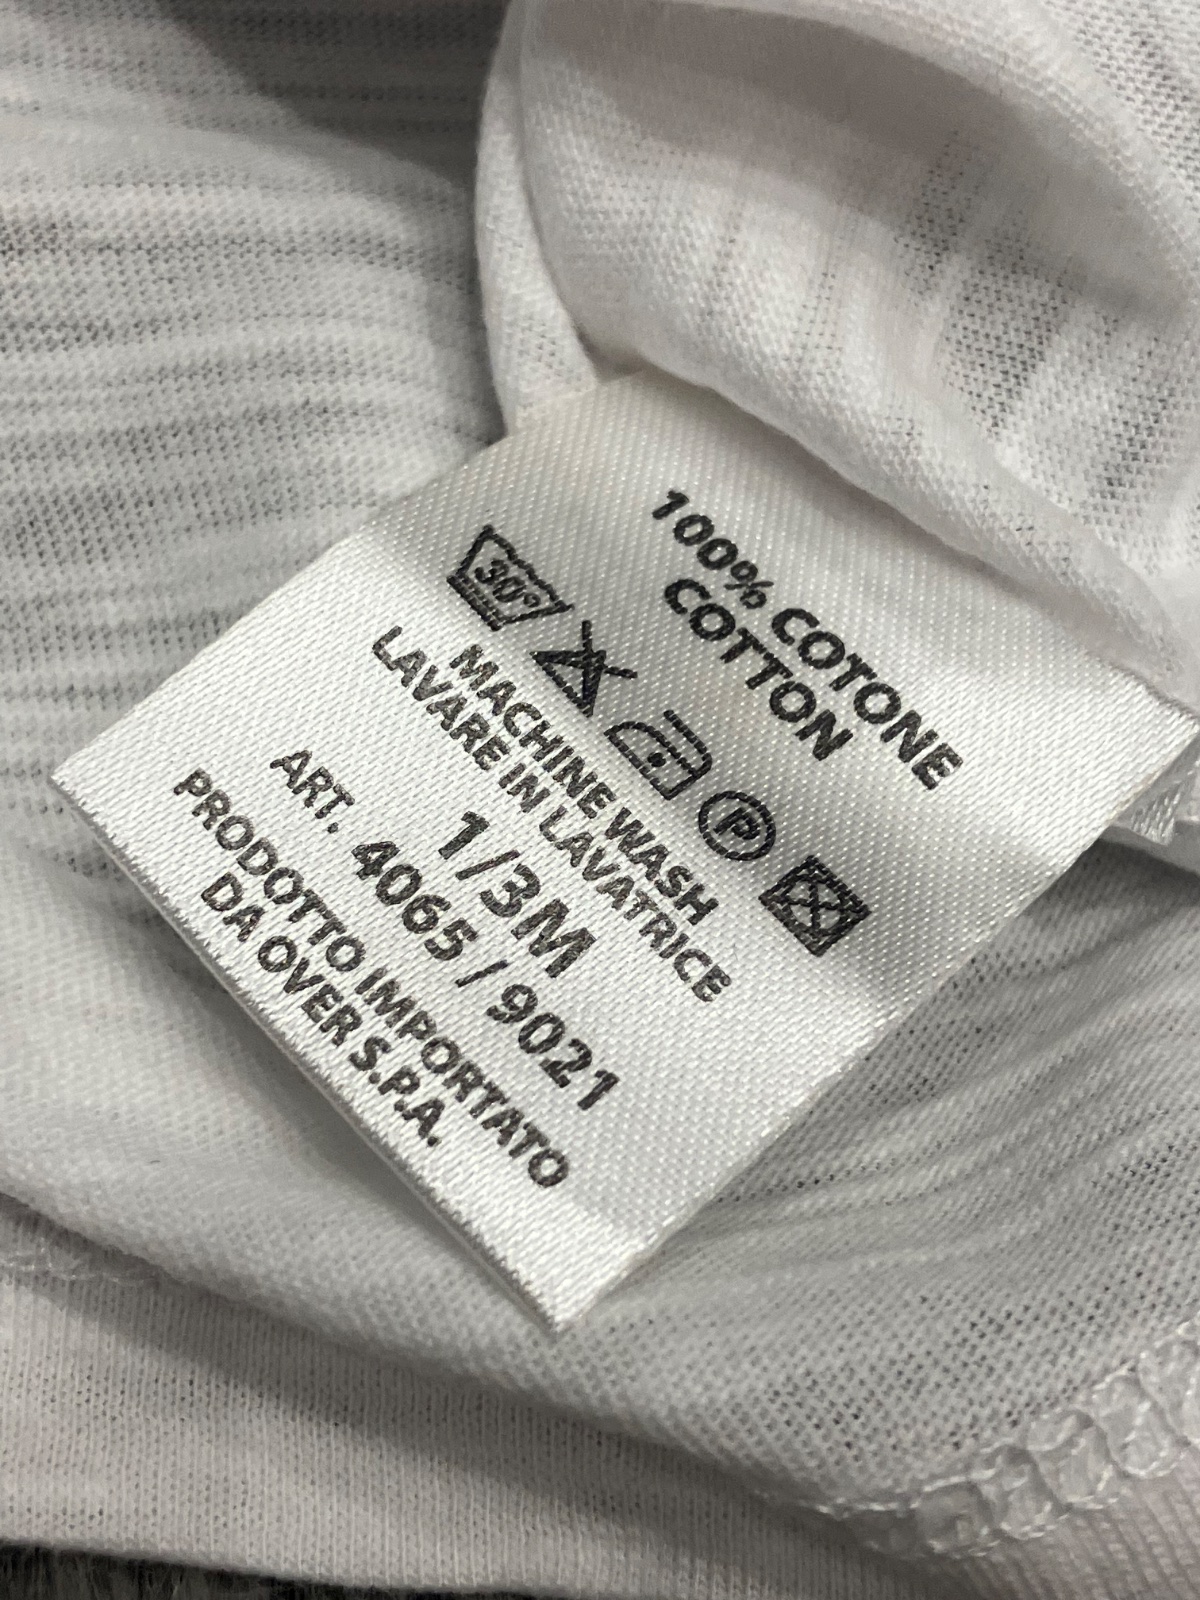 100% COTONE
COTTON
30°
P
MACHINE WASH
LAVARE IN LAVATRICE
1/3M
ART. 4065 / 9021
PRODOTTO IMPORTATO
DA OVER S.P.A.